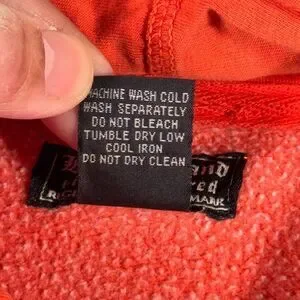 MACHINE WASH COLD
WASH SEPARATELY
DO NOT BLEACH
TUMBLE DRY LOW
COOL IRON
DO NOT DRY CLEAN